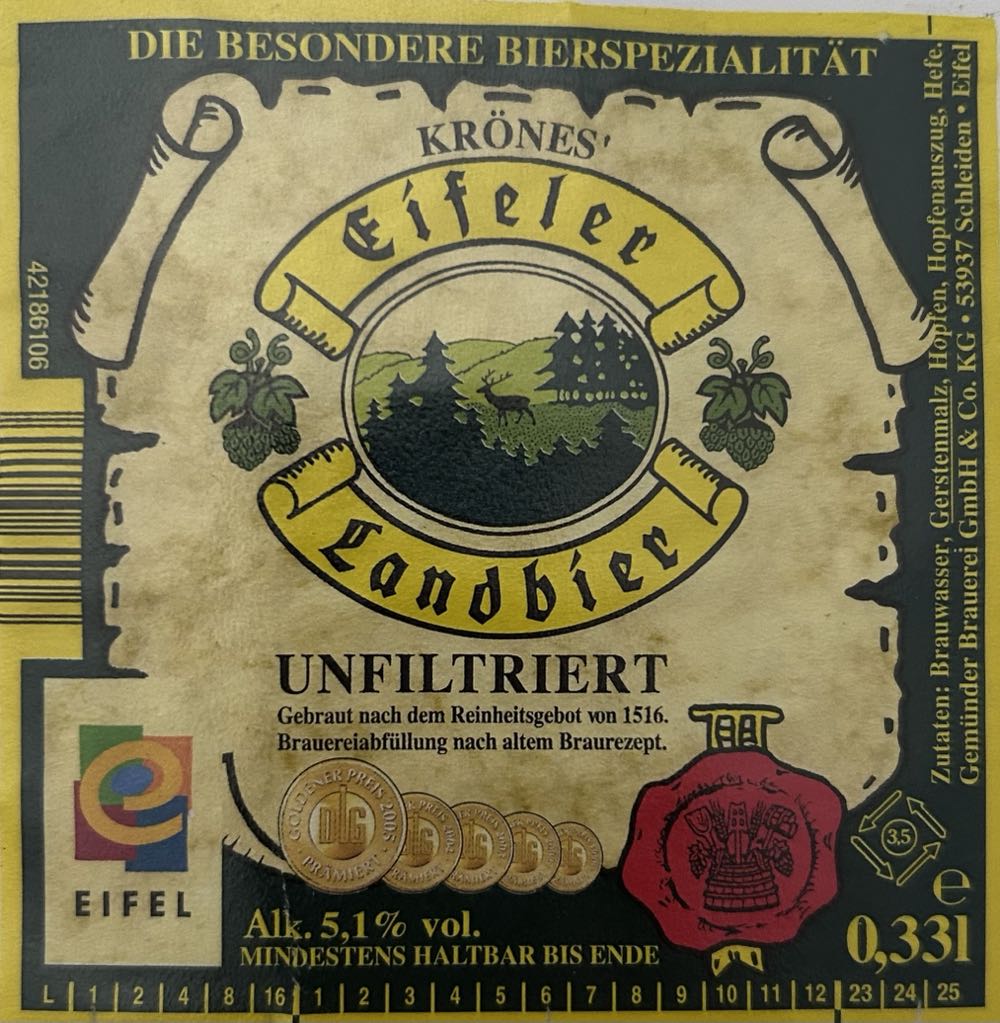 DIE BESONDERE BIERSPEZIALITÄT
KRÖNES'
Eifeler
Landbier
UNFILTRIERT
Gebraut nach dem Reinheitsgebot von 1516.
Brauereiabfüllung nach altem Braurezept.
GOLDENER PREIS 2005
DLG
PRÄMIERT
EIFEL
Alk. 5,1% vol.
MINDESTENS HALTBAR BIS ENDE
L 1 2 4 8 16 1 2 3 4 5 6 7 8 9 10 11 12 23 24 25
42186106
Zutaten: Brauwasser, Gerstenmalz, Hopfen, Hopfenauszug, Hefe.
Gemünder Brauerei GmbH & Co. KG • 53937 Schleiden • Eifel
3,5
e
0,33l